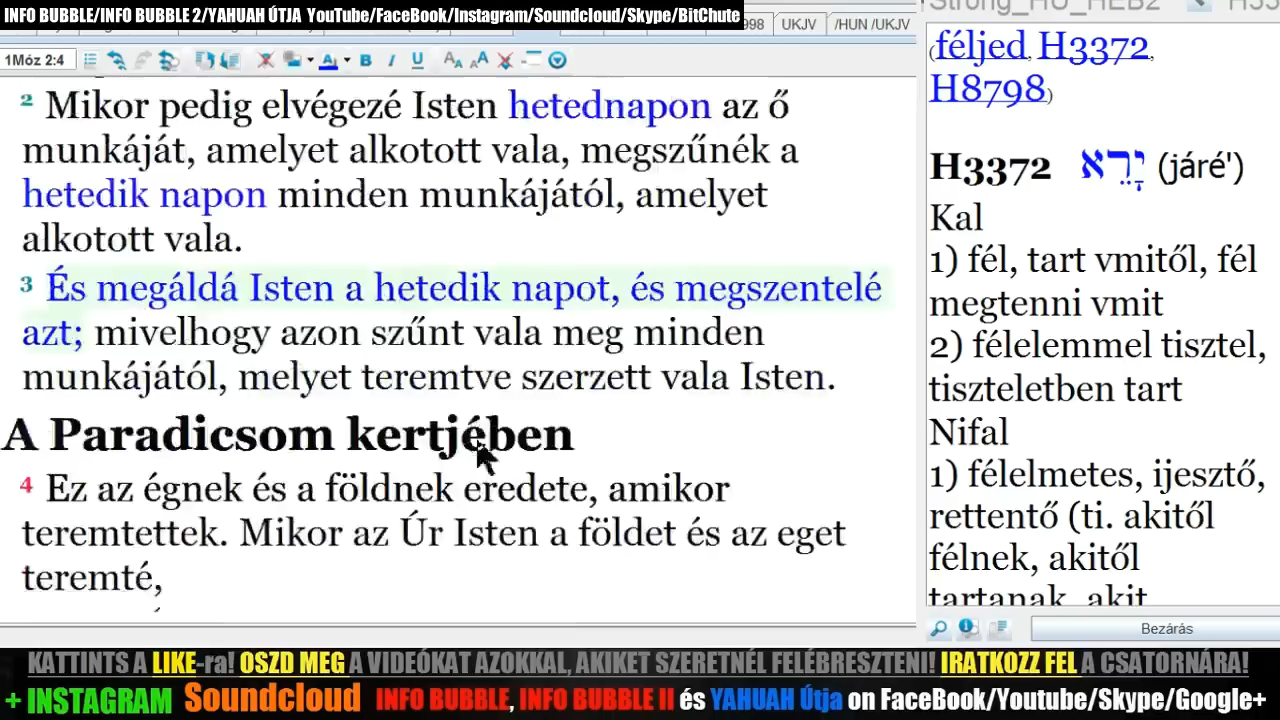 INFO BUBBLE/INFO BUBBLE 2/YAHUAH ÚTJA YouTube/FaceBook/Instagram/Soundcloud/Skype/BitChute
998 UKJV /HUN /UKJV
1Móz 2:4
2 Mikor pedig elvégezé Isten hetednapon az ő
munkáját, amelyet alkotott vala, megszűnék a
hetedik napon minden munkájától, amelyet
alkotott vala.
3 És megáldá Isten a hetedik napot, és megszentelé
azt; mivelhogy azon szűnt vala meg minden
munkájától, melyet teremtve szerzett vala Isten.
A Paradicsom kertjében
4 Ez az égnek és a földnek eredete, amikor
teremtettek. Mikor az Úr Isten a földet és az eget
teremté,
Strong_HU_HEB2
(féljed, H3372,
H8798)
H3372 יָרֵא (járé')
Kal
1) fél, tart vmitől, fél
megtenni vmit
2) félelemmel tisztel,
tiszteletben tart
Nifal
1) félelmetes, ijesztő,
rettentő (ti. akitől
félnek, akitől
tartanak, akit
Bezárás
KATTINTS A LIKE-ra! OSZD MEG A VIDEÓKAT AZOKKAL, AKIKET SZERETNÉL FELÉBRESZTENI! IRATKOZZ FEL A CSATORNÁRA!
+ INSTAGRAM Soundcloud INFO BUBBLE, INFO BUBBLE II és YAHUAH Útja on FaceBook/Youtube/Skype/Google+